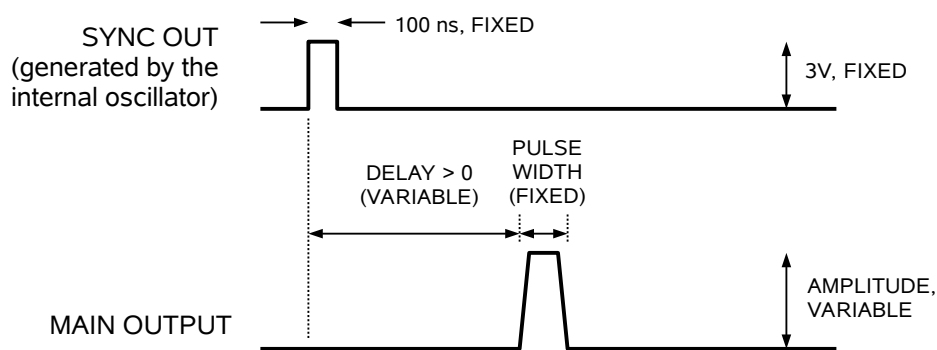 SYNC OUT
(generated by the
internal oscillator)
100 ns, FIXED
3V, FIXED
DELAY > 0
(VARIABLE)
PULSE
WIDTH
(FIXED)
MAIN OUTPUT
AMPLITUDE,
VARIABLE